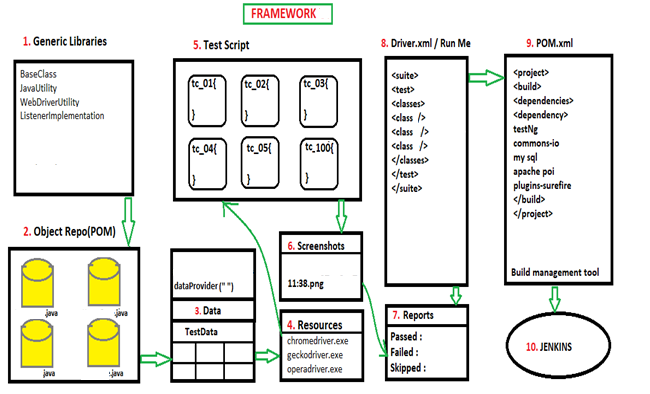 FRAMEWORK
1. Generic Libraries
BaseClass
JavaUtility
WebDriverUtility
ListenerImplementation
2. Object Repo(POM)
.java
.java
.java
.java
dataProvider (" ")
3. Data
TestData
4. Resources
chromedriver.exe
geckodriver.exe
operadriver.exe
5. Test Script
tc_01{
}
tc_02{
}
tc_03{
}
tc_04{
}
tc_05{
}
tc_100{
}
6. Screenshots
11:38.png
7. Reports
Passed :
Failed :
Skipped :
8. Driver.xml / Run Me
<suite>
<test>
<classes>
<class />
<class />
<class />
</classes>
</test>
</suite>
9. POM.xml
<project>
<build>
<dependencies>
<dependency>
testNg
commons-io
my sql
apache poi
plugins-surefire
</build>
</project>
Build management tool
10. JENKINS